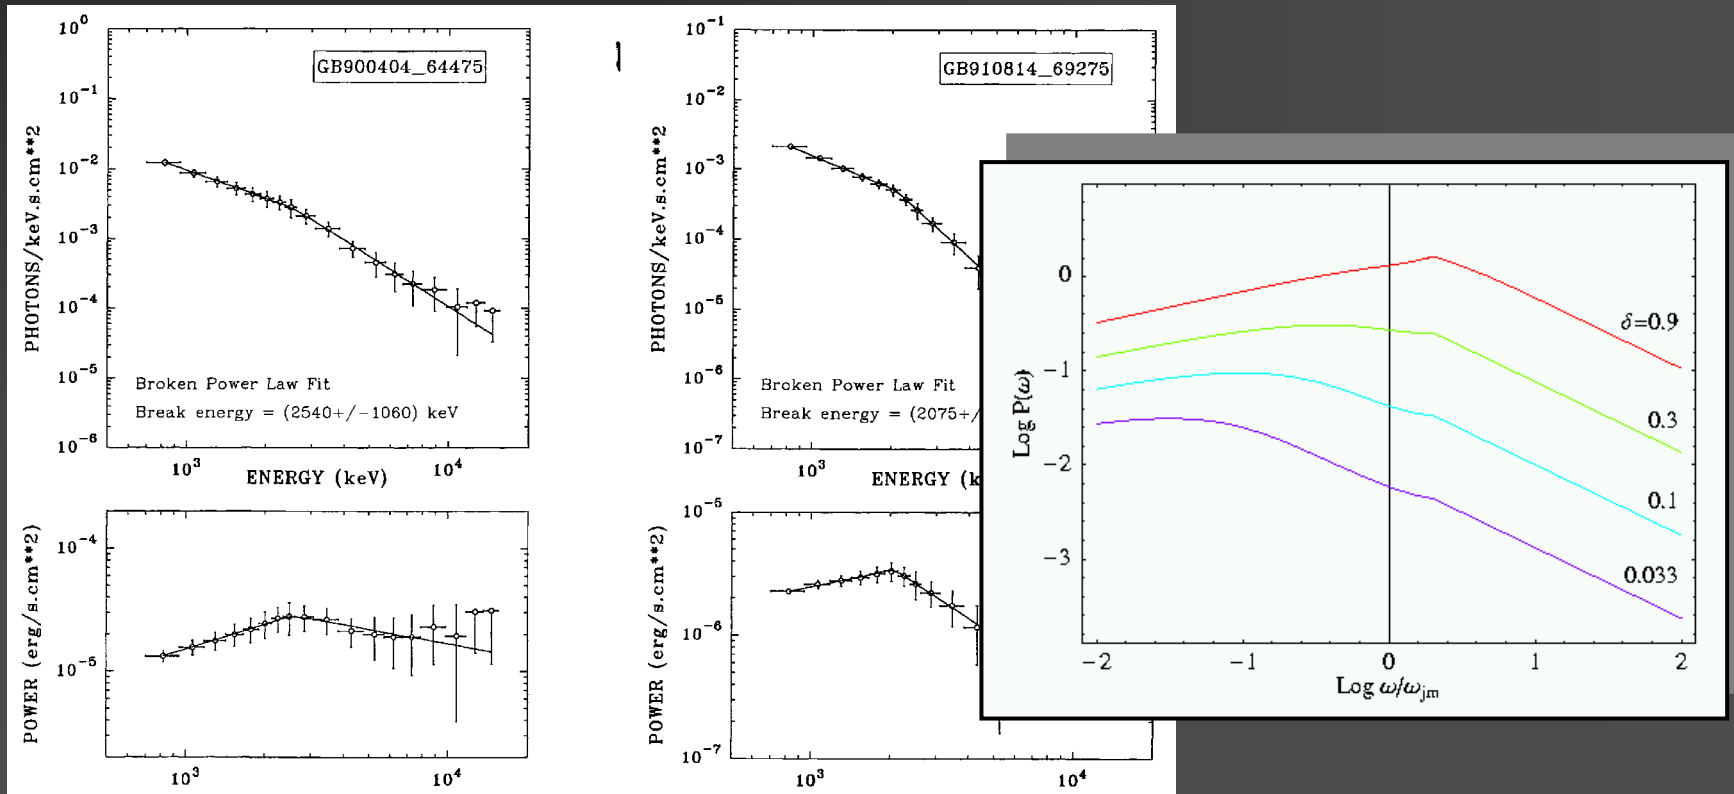 GB900404_64475
PHOTONS/keV.s.cm**2
10^0
10^-1
10^-2
10^-3
10^-4
10^-5
10^-6
Broken Power Law Fit
Break energy = (2540+/-1060) keV
10^3
10^4
ENERGY (keV)
POWER (erg/s.cm**2)
10^-4
10^-5
10^3
10^4
GB910814_69275
PHOTONS/keV.s.cm**2
10^-1
10^-2
10^-3
10^-4
10^-5
10^-6
10^-7
Broken Power Law Fit
Break energy = (2075+/
10^3
ENERGY (k
POWER (erg/s.cm**2)
10^-5
10^-6
10^-7
10^3
10^4
Log P(ω)
0
−1
−2
−3
δ=0.9
0.3
0.1
0.033
−2
−1
0
1
2
Log ω/ω_jm